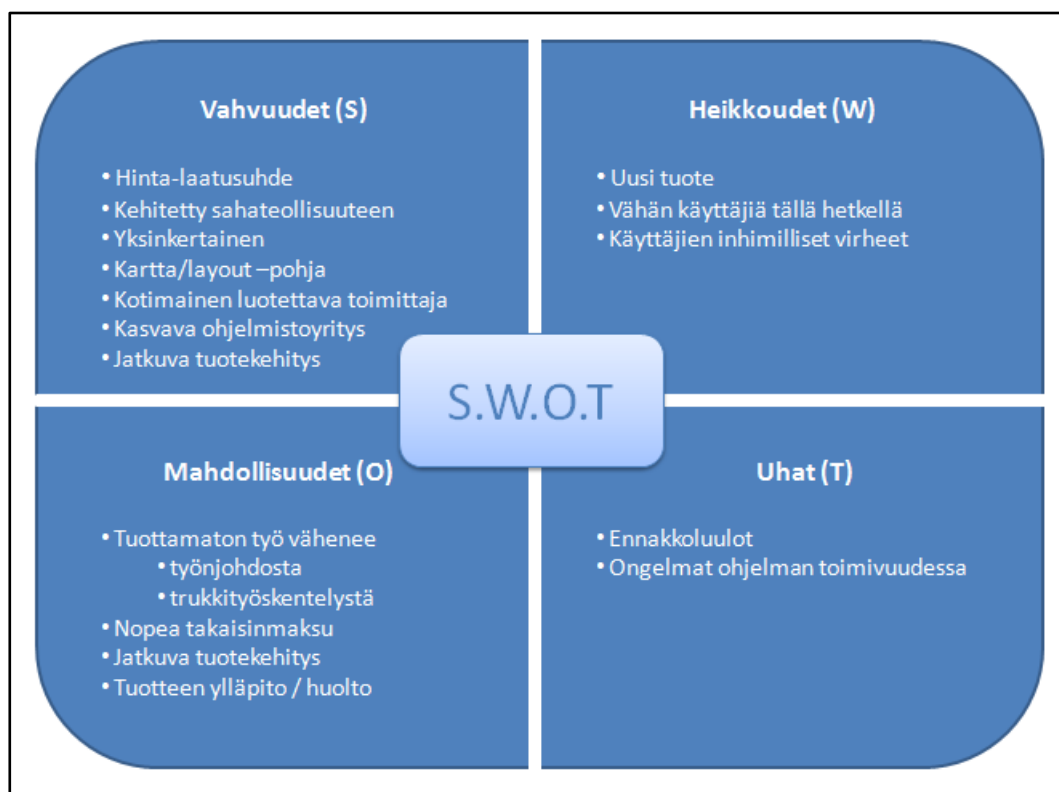 Vahvuudet (S)
• Hinta-laatusuhde
• Kehitetty sahateollisuuteen
• Yksinkertainen
• Kartta/layout –pohja
• Kotimainen luotettava toimittaja
• Kasvava ohjelmistoyritys
• Jatkuva tuotekehitys
Heikkoudet (W)
• Uusi tuote
• Vähän käyttäjiä tällä hetkellä
• Käyttäjien inhimilliset virheet
S.W.O.T
Mahdollisuudet (O)
• Tuottamaton työ vähenee
• työnjohdosta
• trukkityöskentelystä
• Nopea takaisinmaksu
• Jatkuva tuotekehitys
• Tuotteen ylläpito / huolto
Uhat (T)
• Ennakkoluulot
• Ongelmat ohjelman toimivuudessa